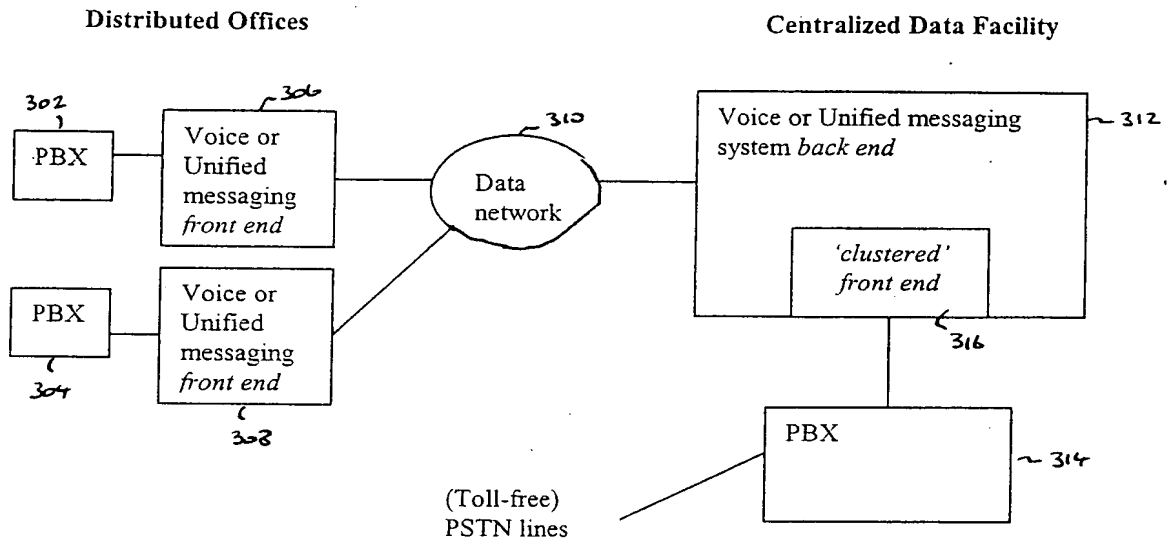 Distributed Offices
Centralized Data Facility
302
PBX
306
Voice or
Unified
messaging
front end
310
Data
network
Voice or Unified messaging
system back end
312
'clustered'
front end
316
PBX
304
Voice or
Unified
messaging
front end
308
PBX
314
(Toll-free)
PSTN lines